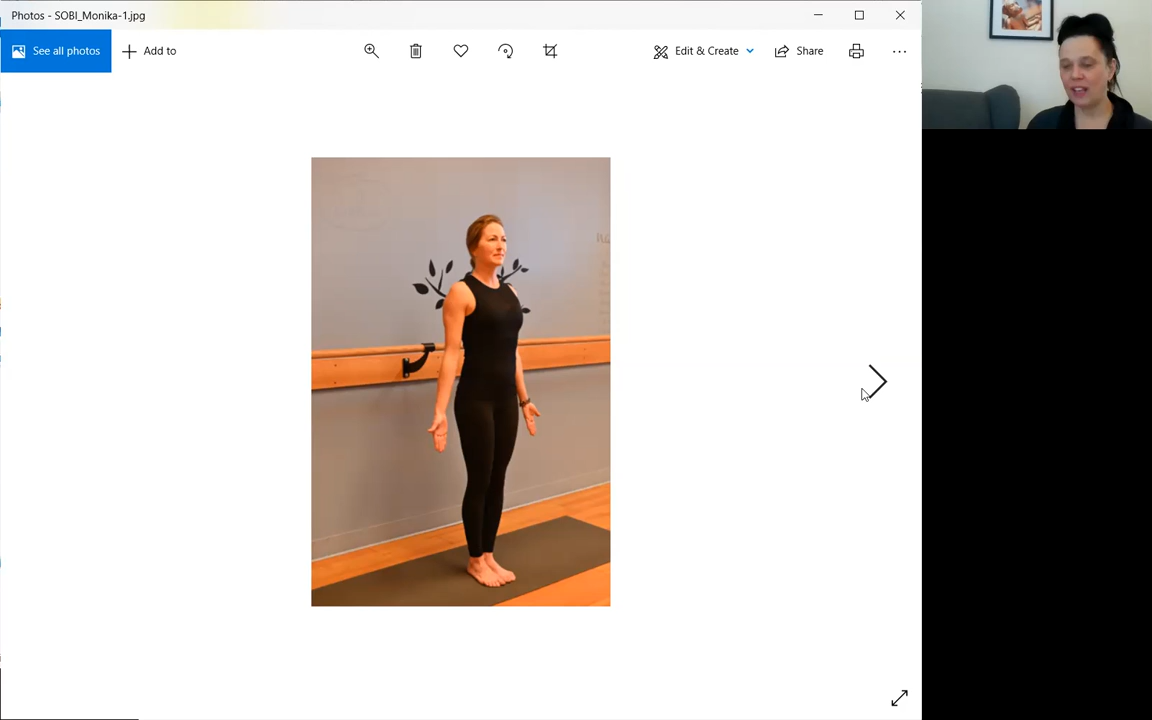 Photos - SOBI_Monika-1.jpg
See all photos
Add to
Edit & Create
Share